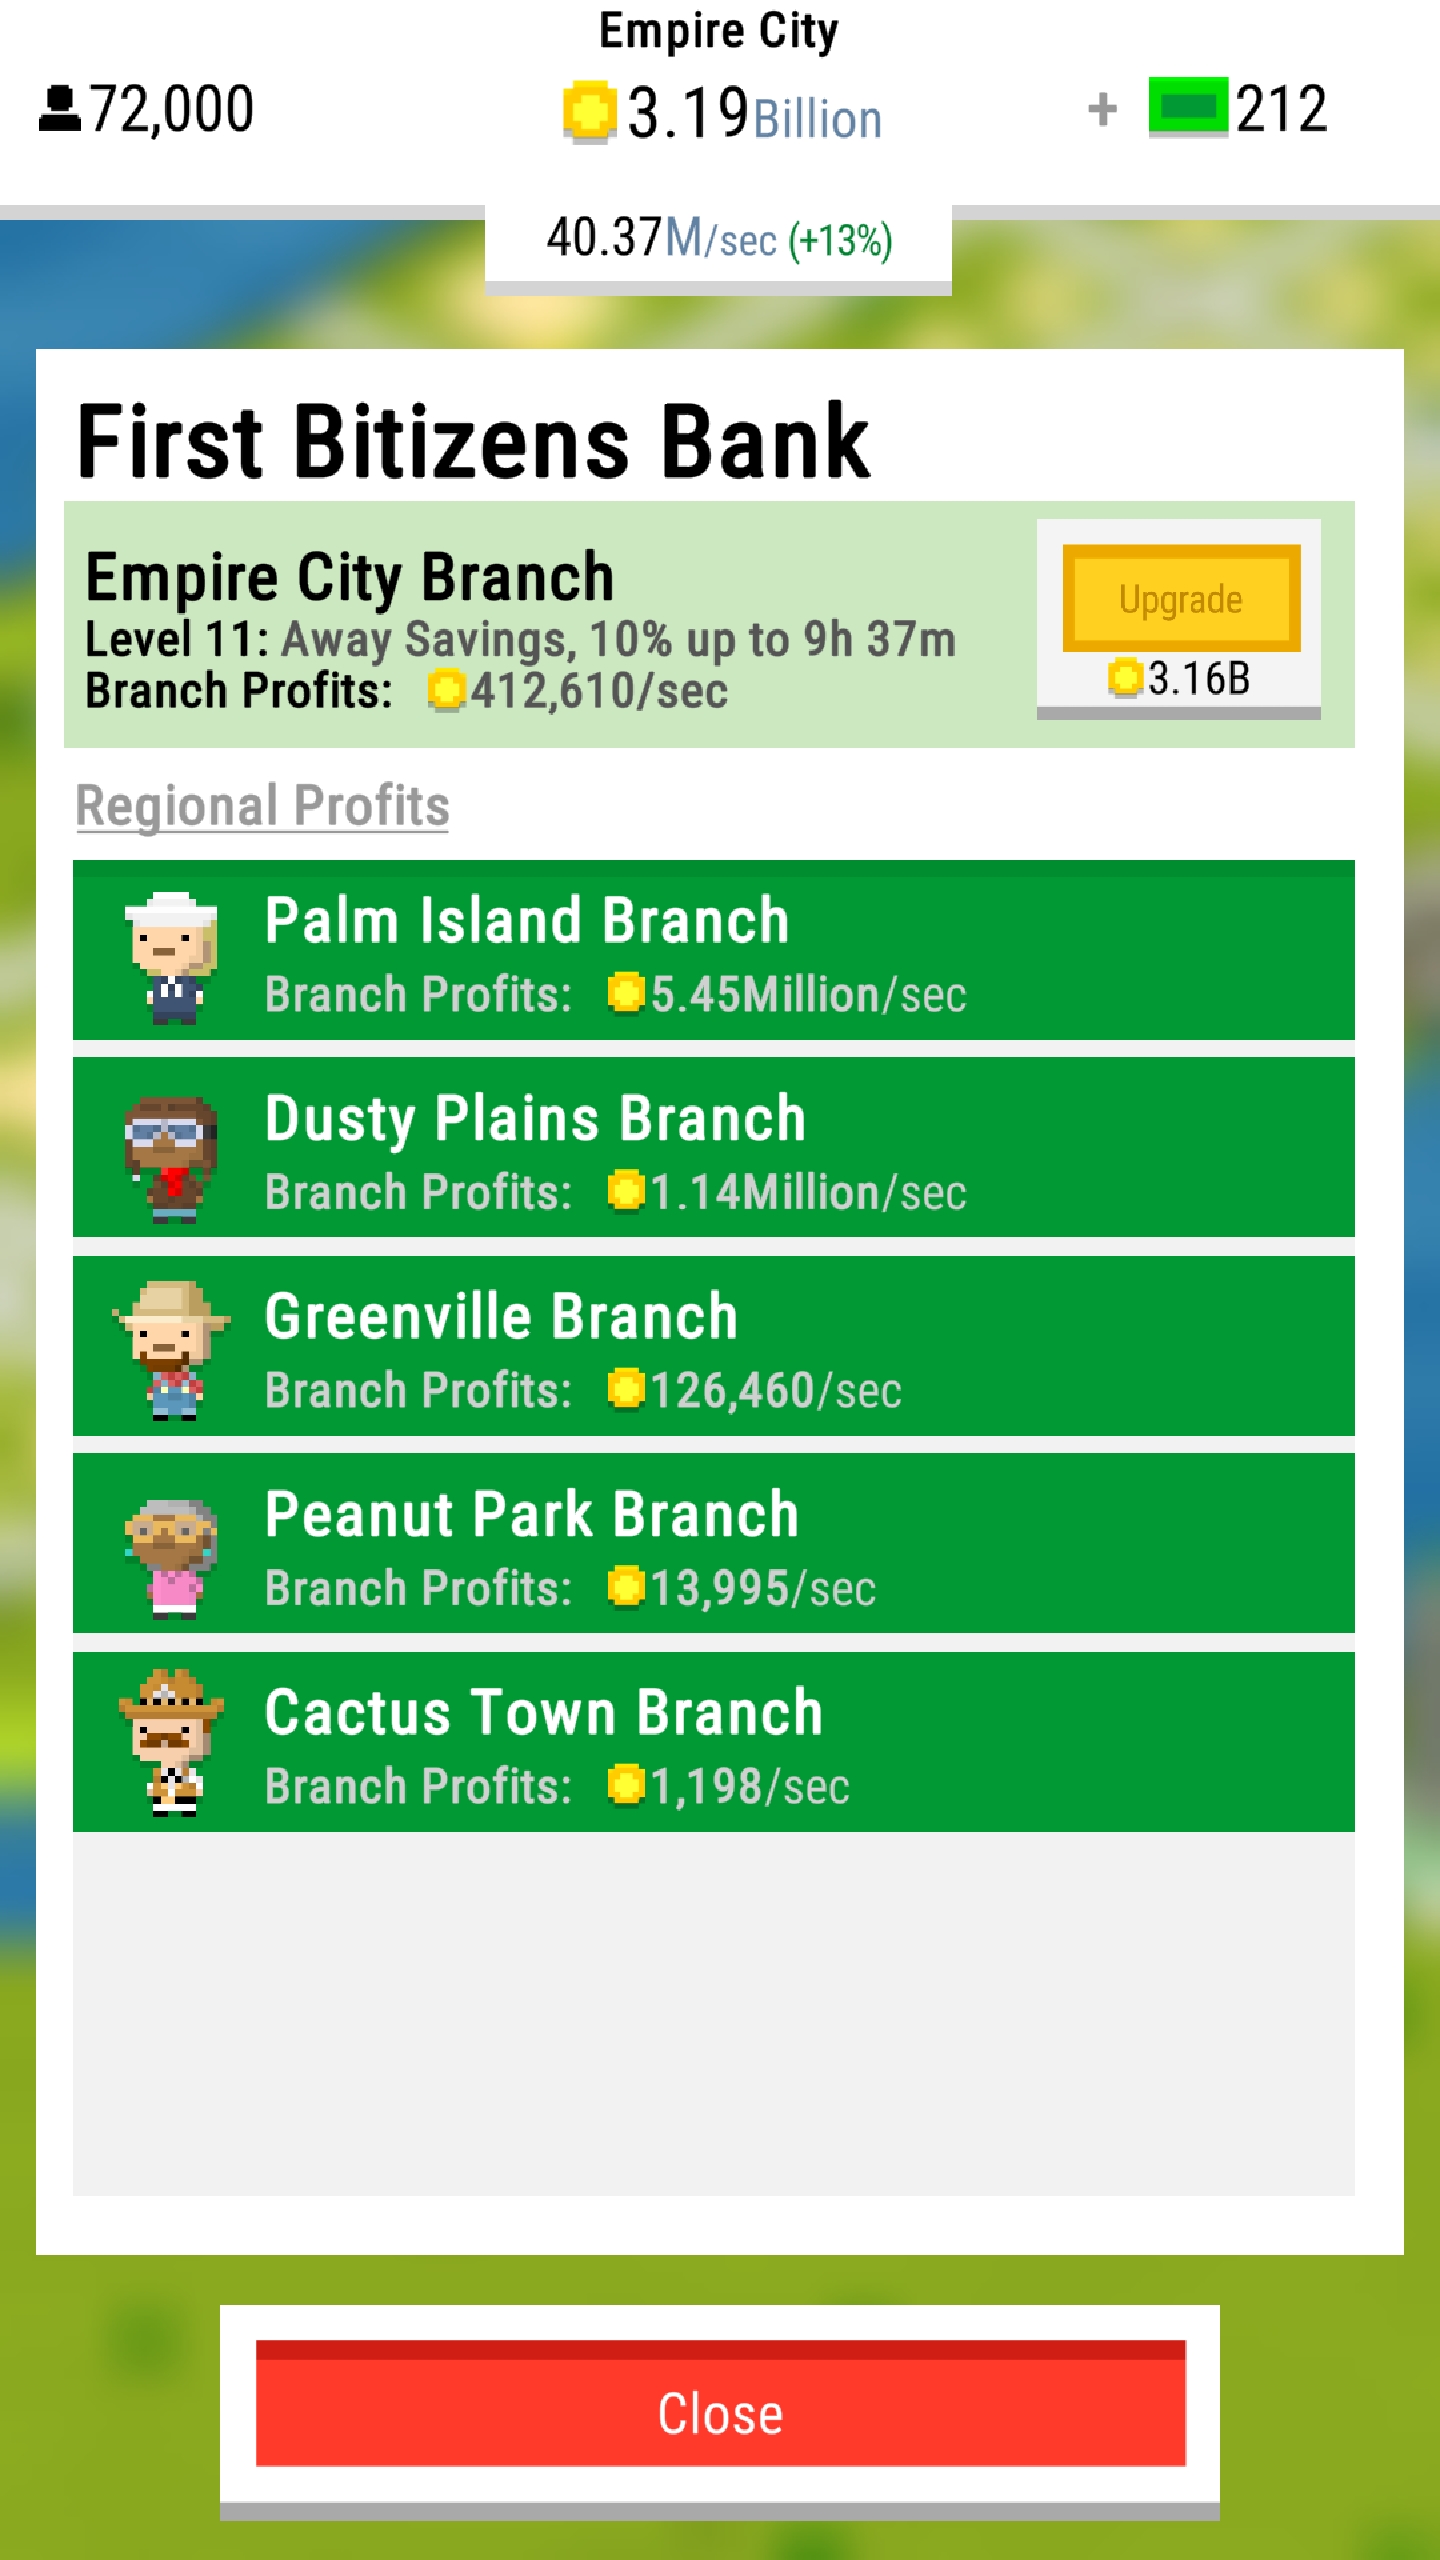 Empire City
72,000
3.19Billion
+ 212
40.37M/sec (+13%)
First Bitizens Bank
Empire City Branch
Level 11: Away Savings, 10% up to 9h 37m
Branch Profits: 412,610/sec
Upgrade
3.16B
Regional Profits
Palm Island Branch
Branch Profits: 5.45Million/sec
Dusty Plains Branch
Branch Profits: 1.14Million/sec
Greenville Branch
Branch Profits: 126,460/sec
Peanut Park Branch
Branch Profits: 13,995/sec
Cactus Town Branch
Branch Profits: 1,198/sec
Close